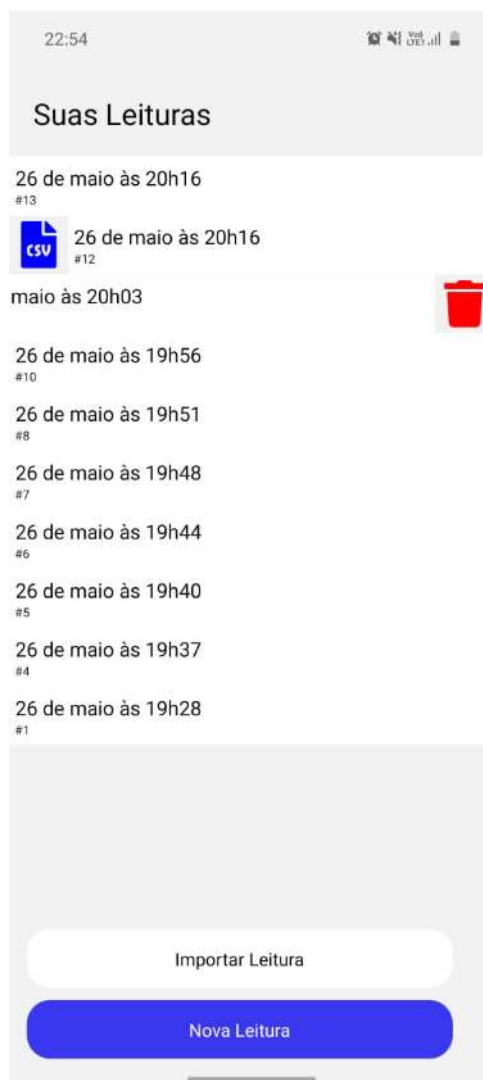 22:54
Suas Leituras
26 de maio às 20h16
#13
CSV
26 de maio às 20h16
#12
maio às 20h03
26 de maio às 19h56
#10
26 de maio às 19h51
#8
26 de maio às 19h48
#7
26 de maio às 19h44
#6
26 de maio às 19h40
#5
26 de maio às 19h37
#4
26 de maio às 19h28
#1
Importar Leitura
Nova Leitura